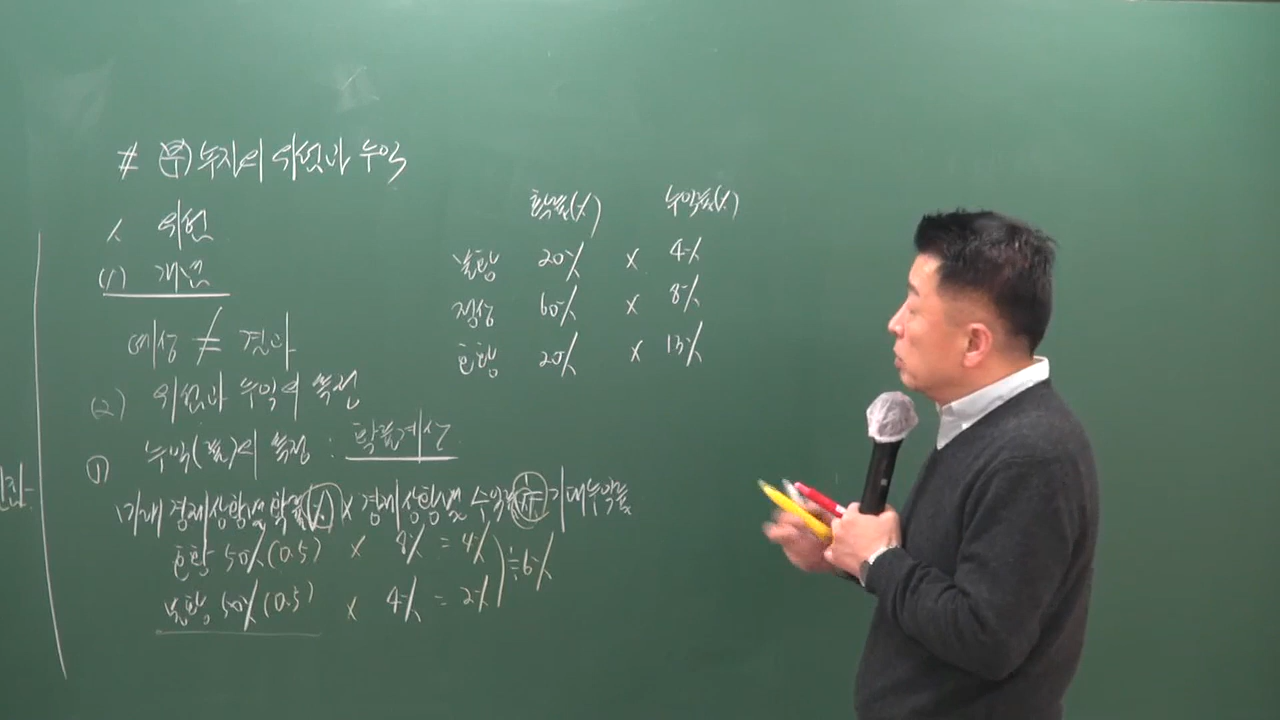 # (부)투자의 위험과 수익
1. 위험
(1) 개념
예상 ≠ 결과
(2) 위험과 수익의 측정
① 수익(률)의 측정 : 확률계산
경제상황별 확률(%) × 경제상황별 수익률 기대수익률
호황 50%(0.5) × 8% = 4%
불황 50%(0.5) × 4% = 2%
6%
확률(%) 수익률(%)
불황 20% × 4%
정상 60% × 8%
호황 20% × 13%